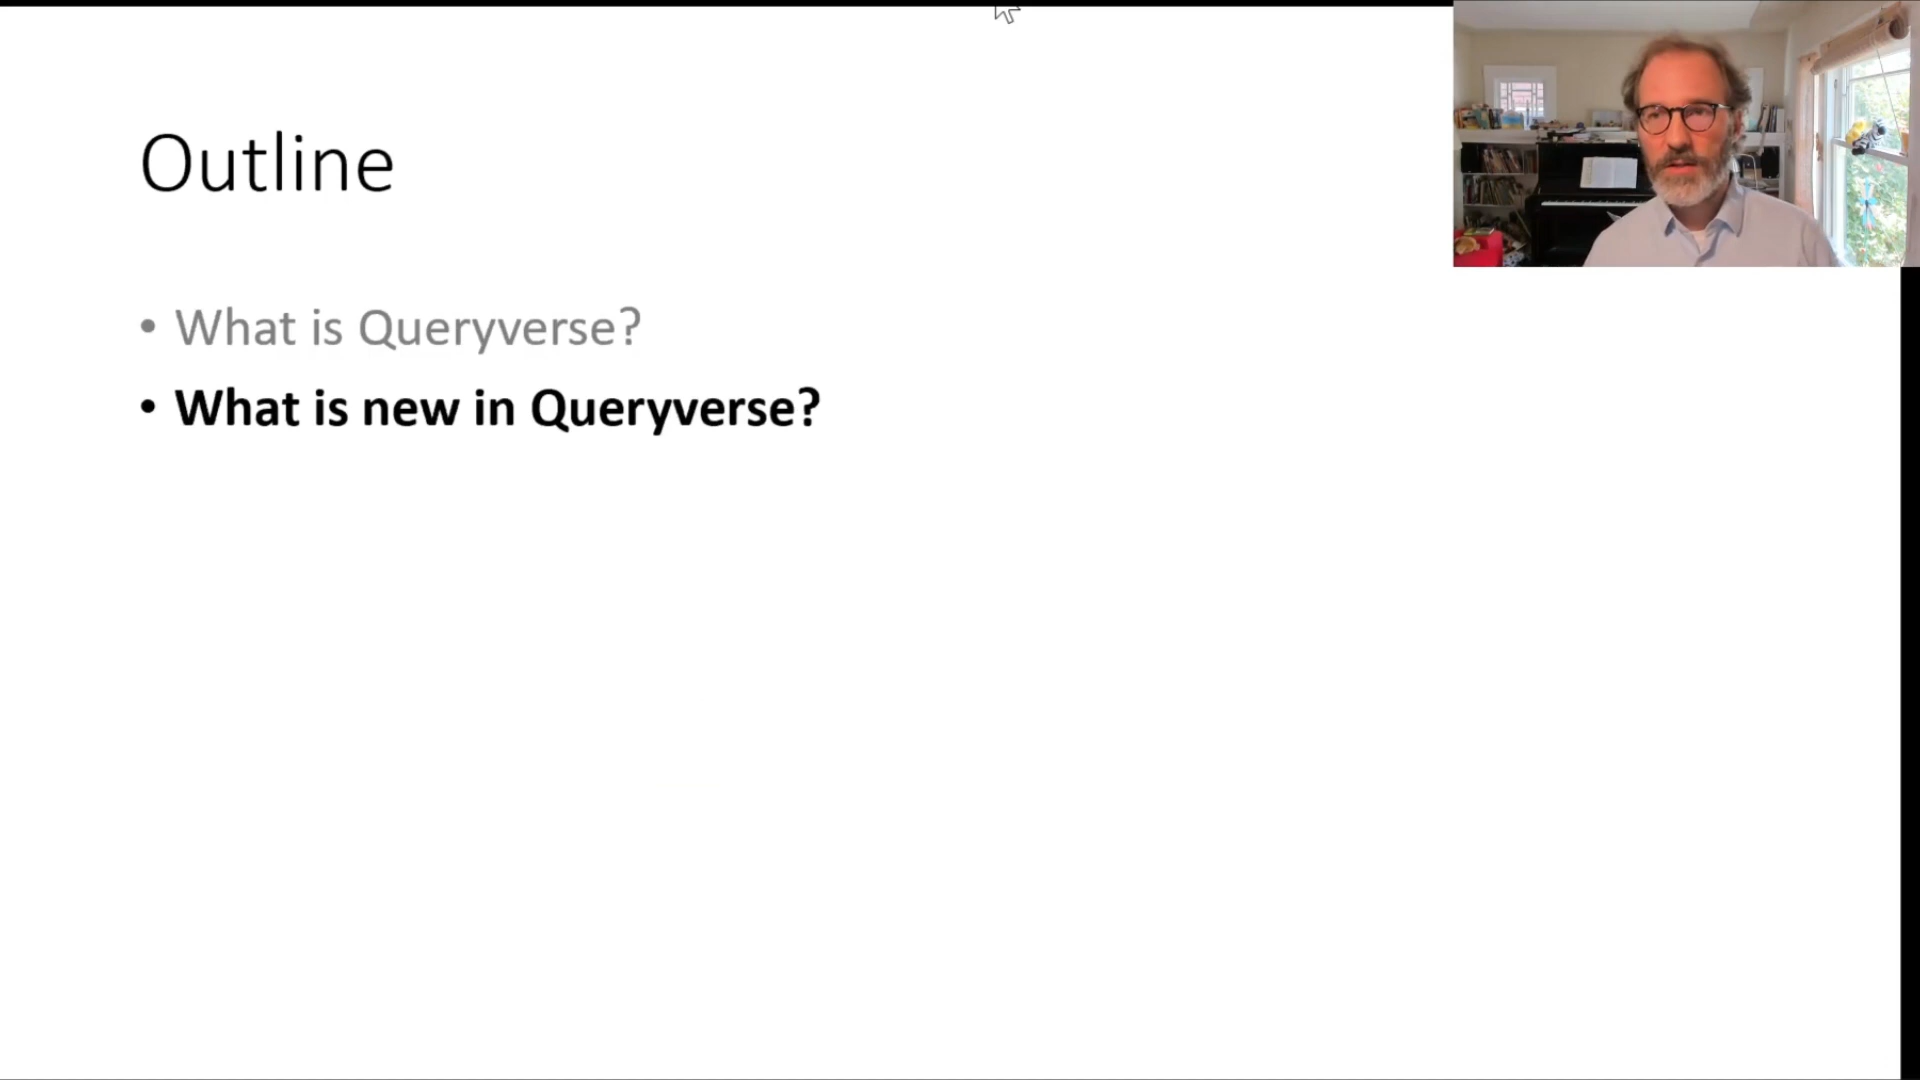 Outline
• What is Queryverse?
• What is new in Queryverse?